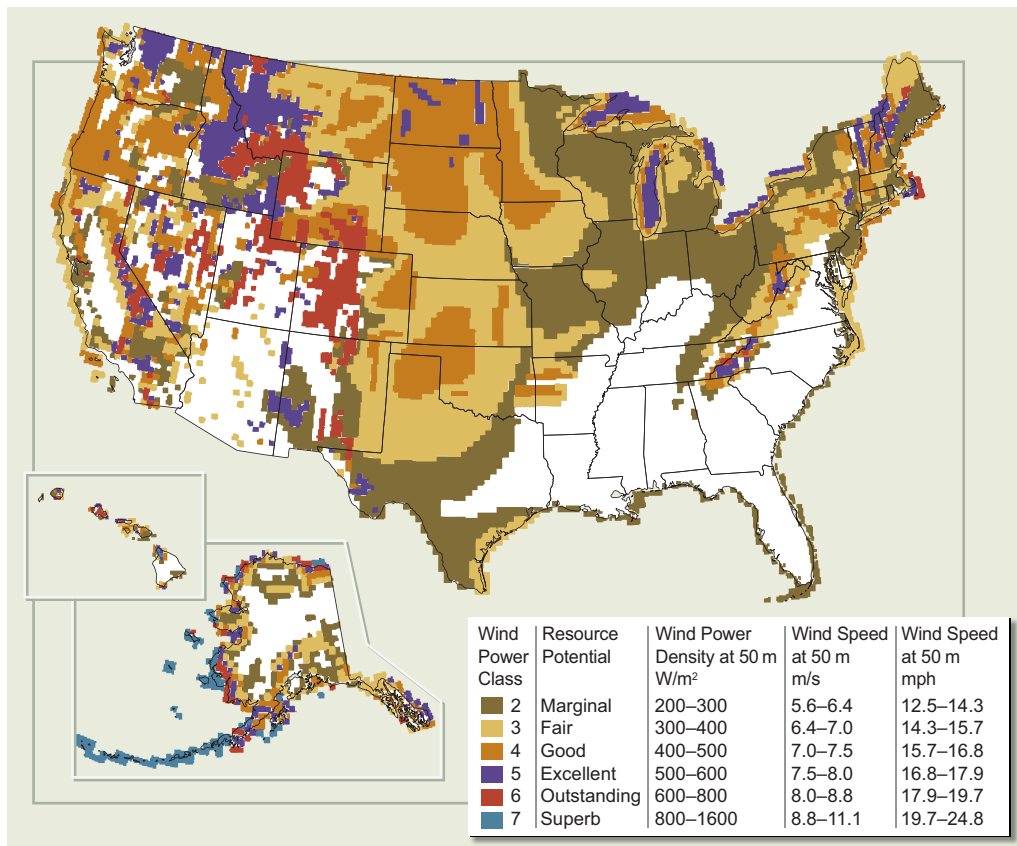 Wind Resource Wind Power Wind Speed Wind Speed
Power Potential Density at 50 m at 50 m at 50 m
Class W/m² m/s mph
2 Marginal 200–300 5.6–6.4 12.5–14.3
3 Fair 300–400 6.4–7.0 14.3–15.7
4 Good 400–500 7.0–7.5 15.7–16.8
5 Excellent 500–600 7.5–8.0 16.8–17.9
6 Outstanding 600–800 8.0–8.8 17.9–19.7
7 Superb 800–1600 8.8–11.1 19.7–24.8